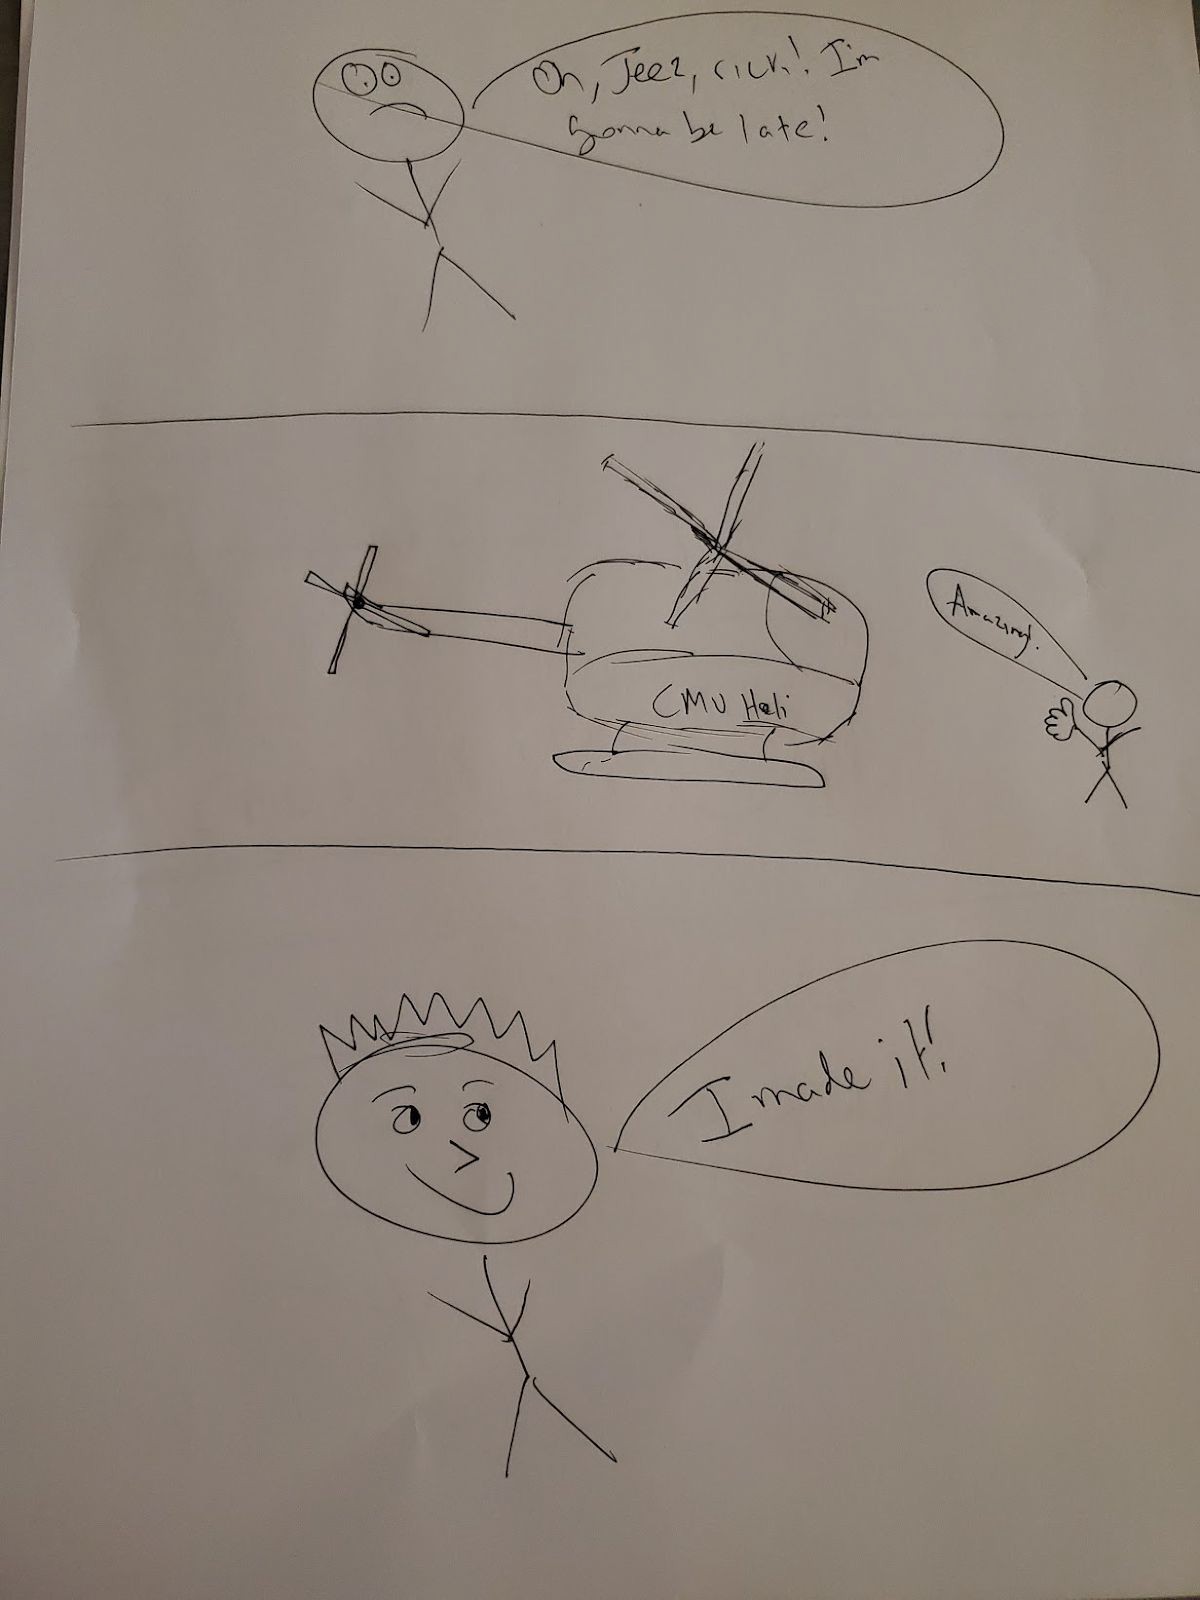 Oh, Jeez, rick! I'm
gonna be late!
Amazing!
CMU Heli
I made it!